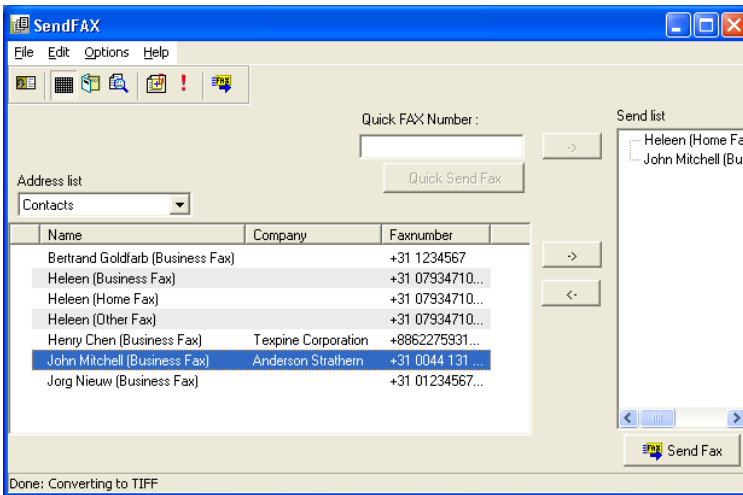 SendFAX
File Edit Options Help
FAX
Quick FAX Number :
Send list
->
Heleen (Home Fa
John Mitchell (Bu
Quick Send Fax
Address list
Contacts
Name Company Faxnumber
Bertrand Goldfarb (Business Fax) +31 1234567
->
Heleen (Business Fax) +31 07934710...
Heleen (Home Fax) +31 07934710...
<-
Heleen (Other Fax) +31 07934710...
Henry Chen (Business Fax) Texpine Corporation +8862275931...
John Mitchell (Business Fax) Anderson Strathern +31 0044 131 ...
Jorg Nieuw (Business Fax) +31 01234567...
FAX Send Fax
Done: Converting to TIFF